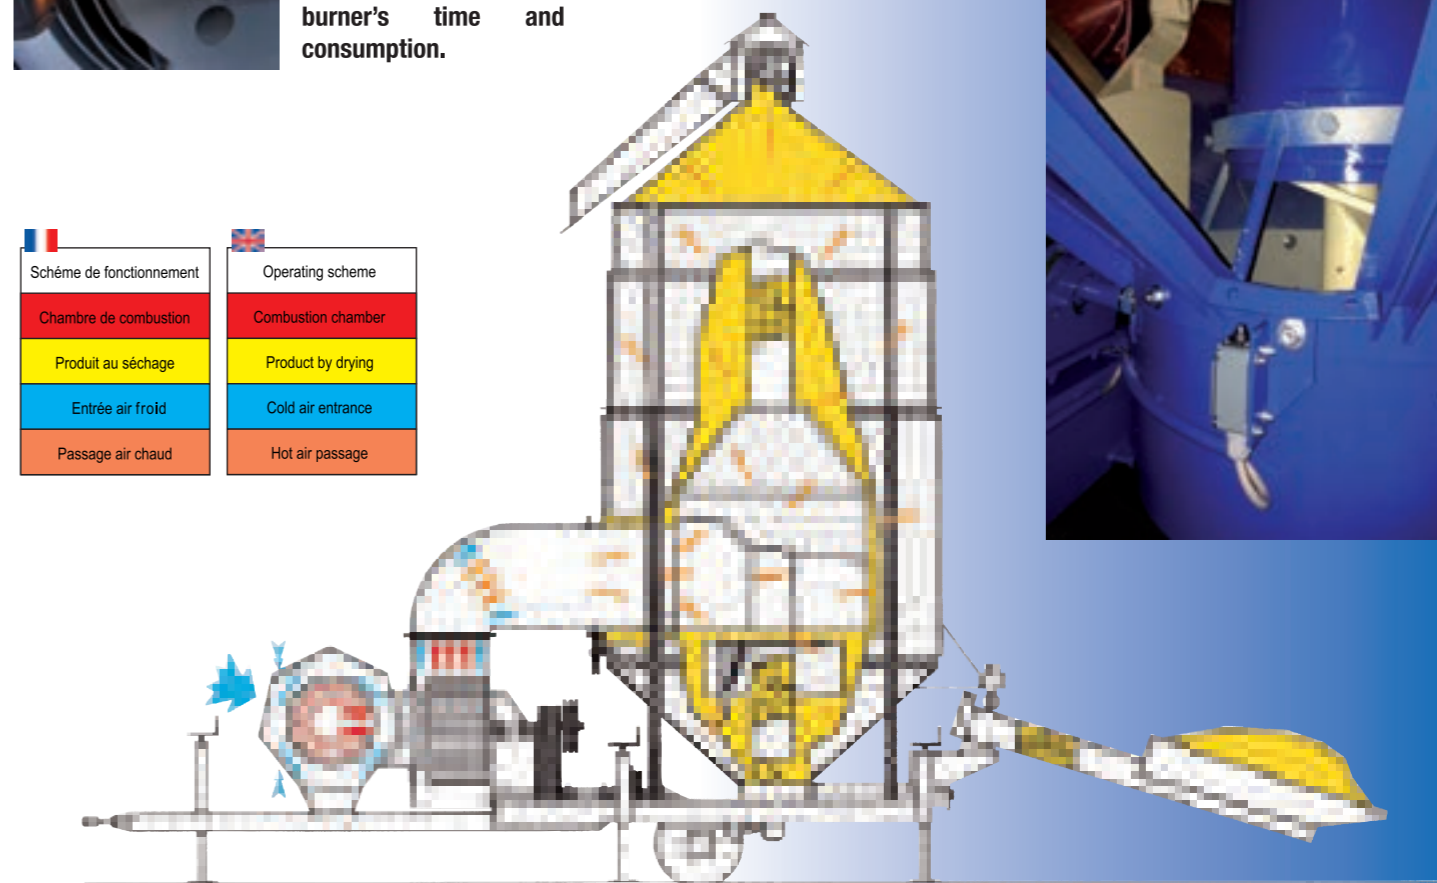 burner’s time and
consumption.
Schéme de fonctionnement
Chambre de combustion
Produit au séchage
Entrée air froid
Passage air chaud
Operating scheme
Combustion chamber
Product by drying
Cold air entrance
Hot air passage